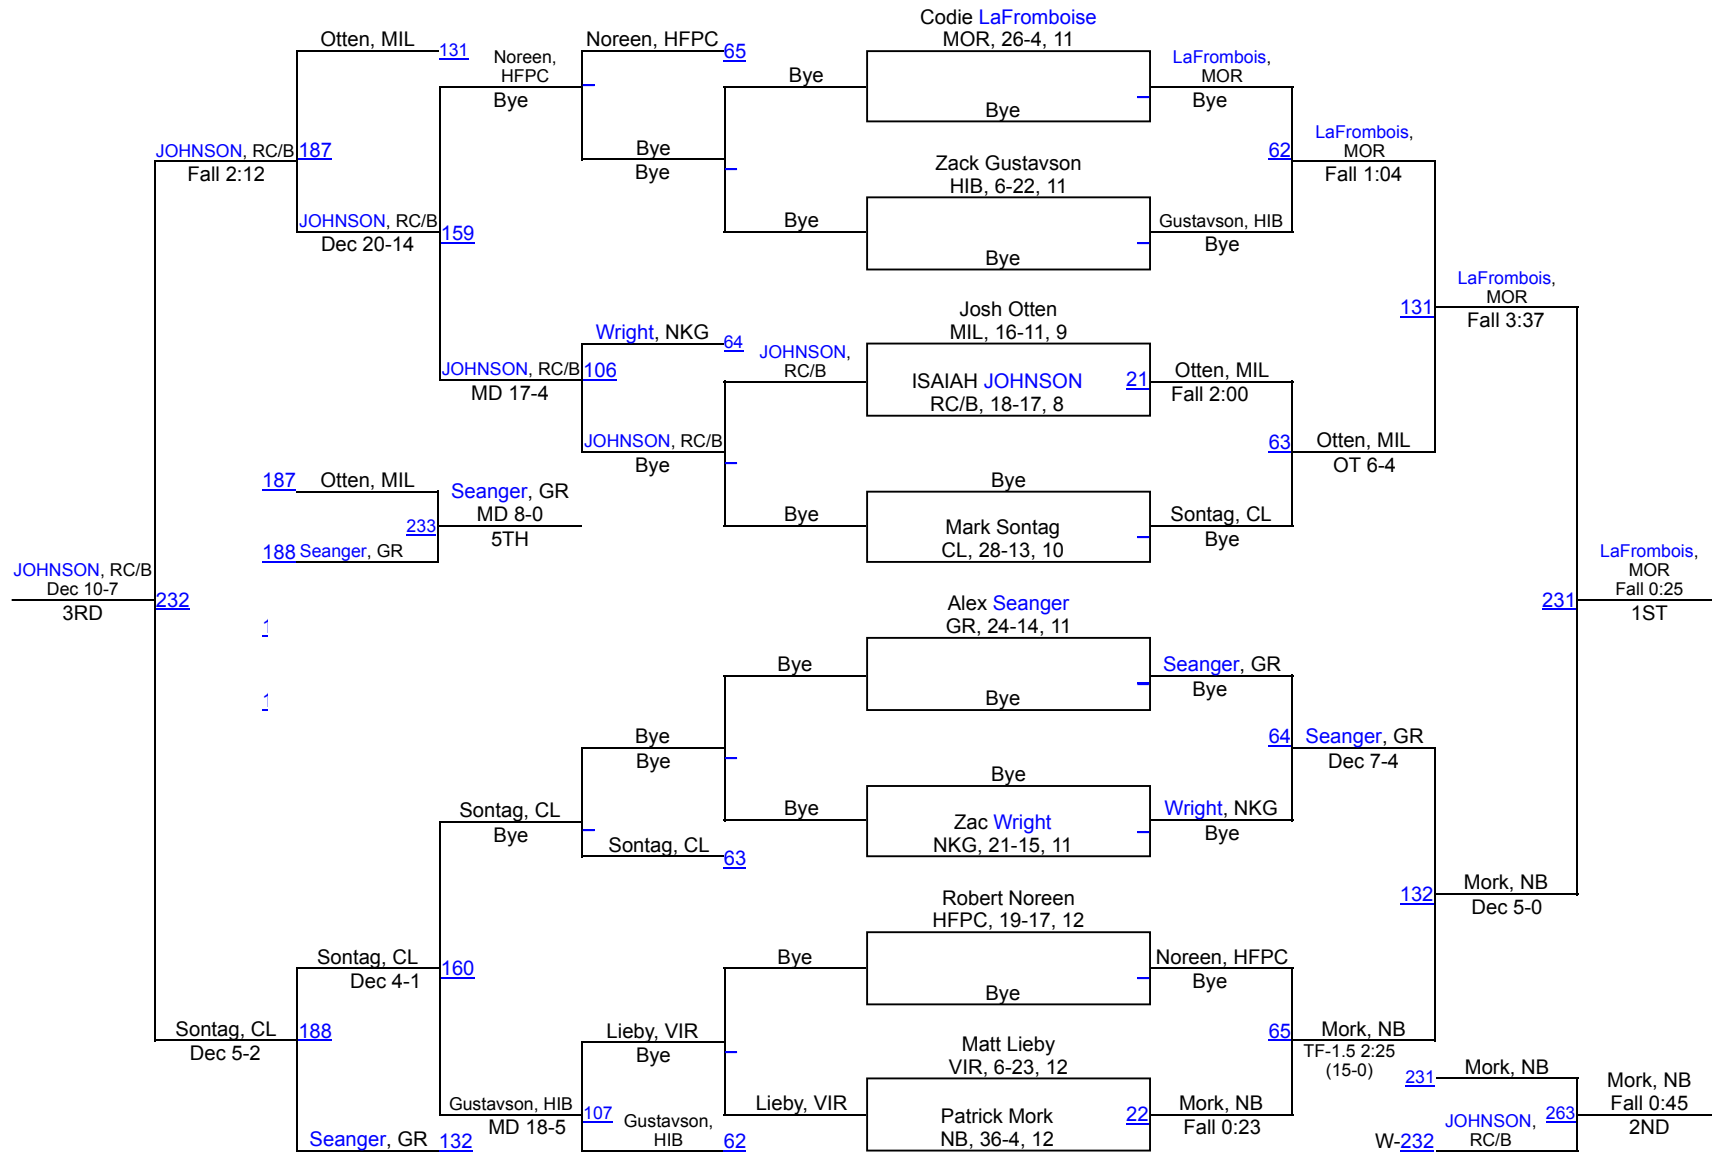 Codie LaFromboise
MOR, 26-4, 11
Bye
Zack Gustavson
HIB, 6-22, 11
Bye
Josh Otten
MIL, 16-11, 9
ISAIAH JOHNSON
RC/B, 18-17, 8
21
Bye
Mark Sontag
CL, 28-13, 10
Alex Seanger
GR, 24-14, 11
Bye
Bye
Zac Wright
NKG, 21-15, 11
Robert Noreen
HFPC, 19-17, 12
Bye
Matt Lieby
VIR, 6-23, 12
Patrick Mork
NB, 36-4, 12
22
LaFrombois,
MOR
Bye
62
Gustavson, HIB
Bye
Otten, MIL
Fall 2:00
63
Sontag, CL
Bye
Seanger, GR
Bye
64
Wright, NKG
Bye
Noreen, HFPC
Bye
65
Mork, NB
Fall 0:23
LaFrombois,
MOR
Fall 1:04
131
Otten, MIL
OT 6-4
Seanger, GR
Dec 7-4
132
Mork, NB
TF-1.5 2:25
(15-0)
LaFrombois,
MOR
Fall 3:37
231
Mork, NB
Dec 5-0
LaFrombois,
MOR
Fall 0:25
1ST
231
Mork, NB
263
W-232
JOHNSON,
RC/B
Mork, NB
Fall 0:45
2ND
Bye
Bye
JOHNSON,
RC/B
Bye
Bye
Bye
Bye
Lieby, VIR
Noreen, HFPC
65
Bye
Bye
Wright, NKG
64
JOHNSON, RC/B
Bye
Bye
Bye
Sontag, CL
63
Lieby, VIR
Bye
Gustavson,
HIB
62
Noreen,
HFPC
Bye
JOHNSON, RC/B
106
MD 17-4
Sontag, CL
Bye
Gustavson, HIB
107
MD 18-5
Otten, MIL
131
JOHNSON, RC/B
159
Dec 20-14
Sontag, CL
160
Dec 4-1
Seanger, GR
132
JOHNSON, RC/B
187
Fall 2:12
Sontag, CL
188
Dec 5-2
187
Otten, MIL
233
188
Seanger, GR
Seanger, GR
MD 8-0
5TH
JOHNSON, RC/B
Dec 10-7
232
3RD